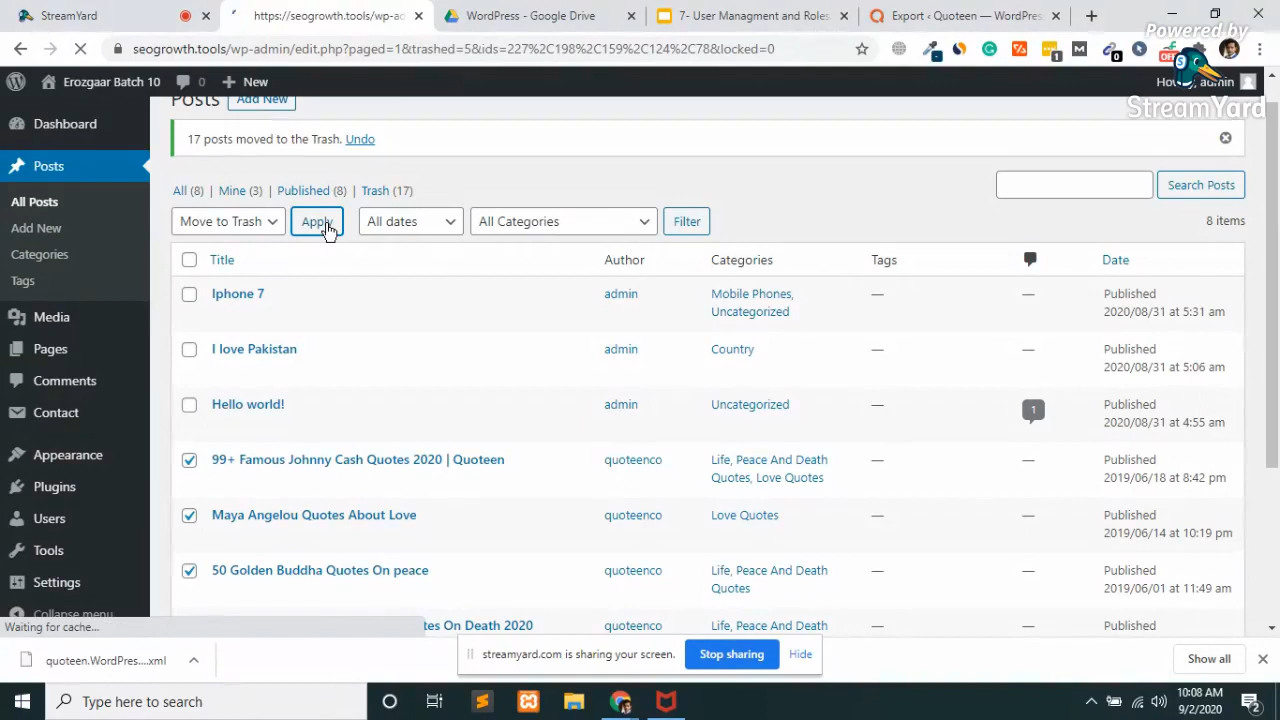 StreamYard
https://seogrowth.tools/wp-ad
WordPress - Google Drive
7- User Managment and Roles
Export ‹ Quoteen — WordPres
Powered by
seogrowth.tools/wp-admin/edit.php?paged=1&trashed=5&ids=227%2C198%2C159%2C124%2C78&locked=0
1
0
OFF
StreamYard
Erozgaar Batch 10
0
New
admin
Dashboard
Posts
All Posts
Add New
Categories
Tags
Media
Pages
Comments
Contact
Appearance
Plugins
Users
Tools
Settings
Collapse menu
Posts
Add New
17 posts moved to the Trash. Undo
All (8) | Mine (3) | Published (8) | Trash (17)
Search Posts
Move to Trash
Apply
All dates
All Categories
Filter
8 items
Title
Author
Categories
Tags
Date
Iphone 7
admin
Mobile Phones,
Uncategorized
—
—
Published
2020/08/31 at 5:31 am
I love Pakistan
admin
Country
—
—
Published
2020/08/31 at 5:06 am
Hello world!
admin
Uncategorized
—
1
Published
2020/08/31 at 4:55 am
99+ Famous Johnny Cash Quotes 2020 | Quoteen
quoteenco
Life, Peace And Death
Quotes, Love Quotes
—
—
Published
2019/06/18 at 8:42 pm
Maya Angelou Quotes About Love
quoteenco
Love Quotes
—
—
Published
2019/06/14 at 10:19 pm
50 Golden Buddha Quotes On peace
quoteenco
Life, Peace And Death
Quotes
—
—
Published
2019/06/01 at 11:49 am
tes On Death 2020
quoteenco
Life, Peace And Death
—
—
Published
Waiting for cache...
streamyard.com is sharing your screen.
Stop sharing
Hide
quoteen.WordPres....xml
Show all
Type here to search
10:08 AM
9/2/2020
2